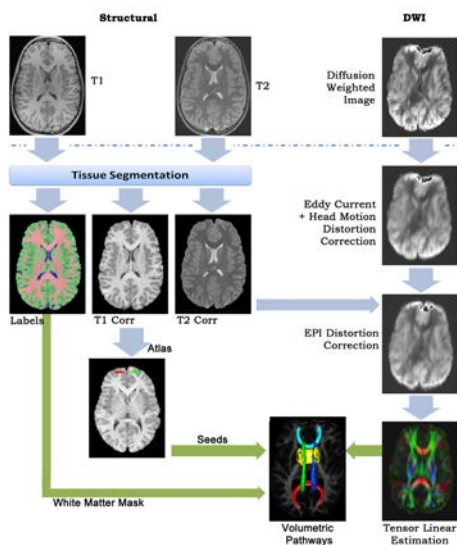 Structural
DWI
T1
T2
Diffusion
Weighted
Image
Tissue Segmentation
Eddy Current
+ Head Motion
Distortion
Correction
Labels
T1 Corr
T2 Corr
EPI Distortion
Correction
Atlas
Seeds
White Matter Mask
Volumetric
Pathways
Tensor Linear
Estimation